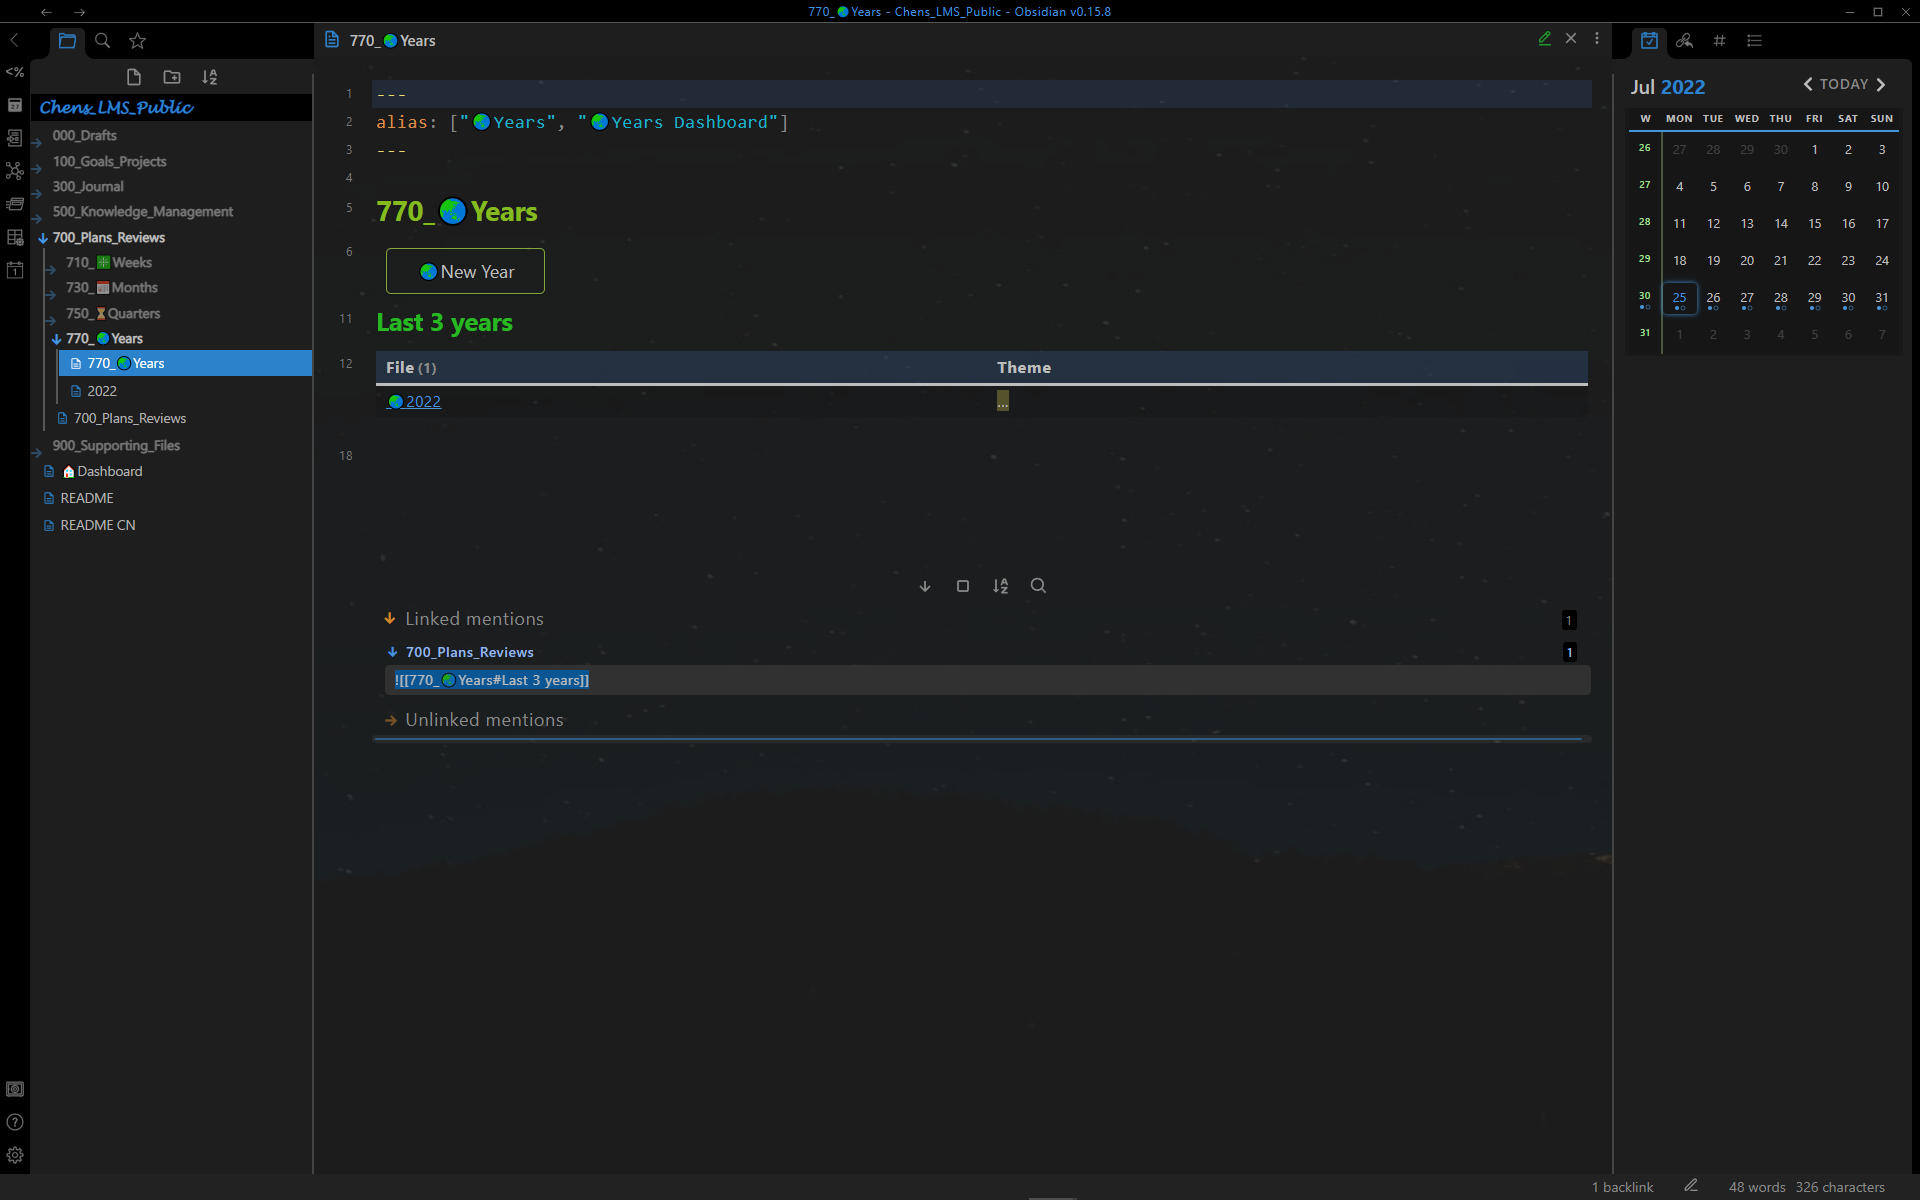 770_🌏Years - Chens_LMS_Public - Obsidian v0.15.8
<%
Chens_LMS_Public
000_Drafts
100_Goals_Projects
300_Journal
500_Knowledge_Management
700_Plans_Reviews
710_Weeks
730_📅Months
750_⏳Quarters
770_🌏Years
770_🌏Years
2022
700_Plans_Reviews
900_Supporting_Files
🏠Dashboard
README
README CN
770_🌏Years
1 ---
2 alias: ["🌏Years", "🌏Years Dashboard"]
3 ---
4
5 770_🌏Years
6 🌏New Year
11 Last 3 years
12 File (1) Theme
🌏2022 ...
18
Linked mentions 1
700_Plans_Reviews 1
![[770_🌏Years#Last 3 years]]
Unlinked mentions
Jul 2022 TODAY
W MON TUE WED THU FRI SAT SUN
26 27 28 29 30 1 2 3
27 4 5 6 7 8 9 10
28 11 12 13 14 15 16 17
29 18 19 20 21 22 23 24
30 25 26 27 28 29 30 31
31 1 2 3 4 5 6 7
1 backlink 48 words 326 characters